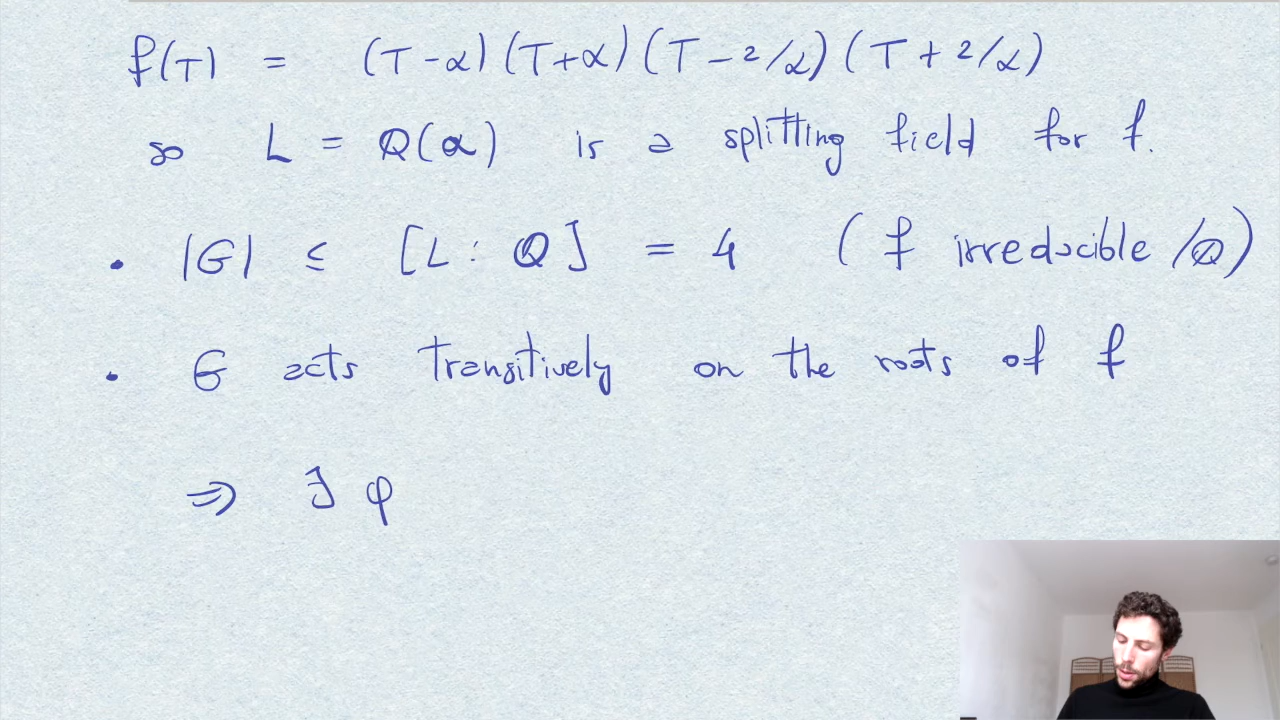 f(T) = (T-α)(T+α)(T-2/α)(T+2/α)
so L = Q(α) is a splitting field for f.
• |G| ≤ [L : Q] = 4 (f irreducible /Q)
• G acts transitively on the roots of f
⇒ ∃ φ